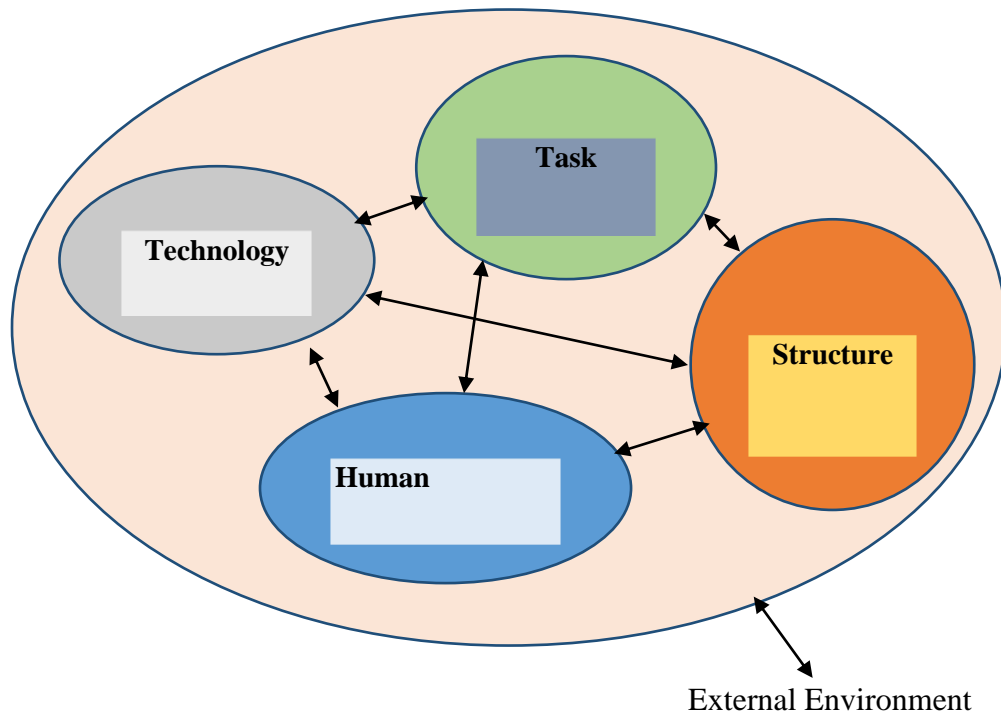 Task
Technology
Structure
Human
External Environment